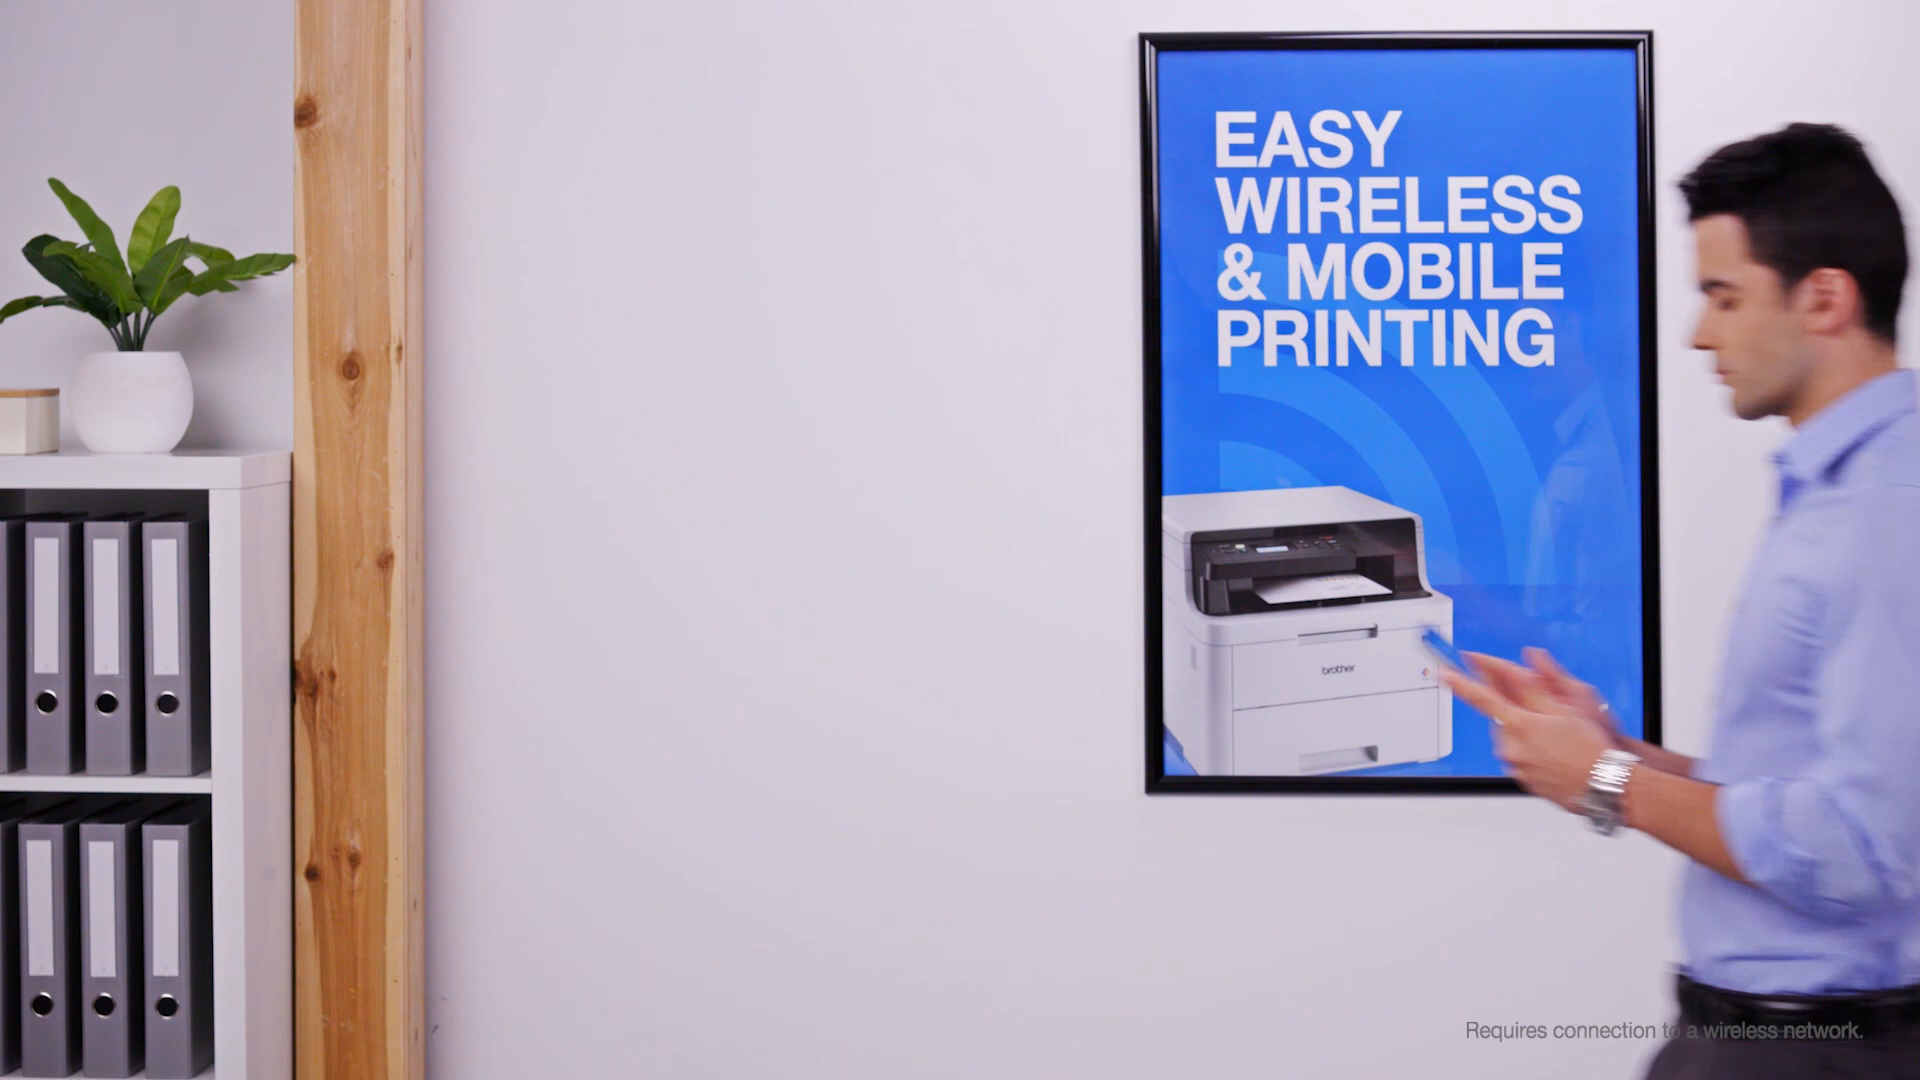 EASY
WIRELESS
& MOBILE
PRINTING
brother
Requires connection to a wireless network.